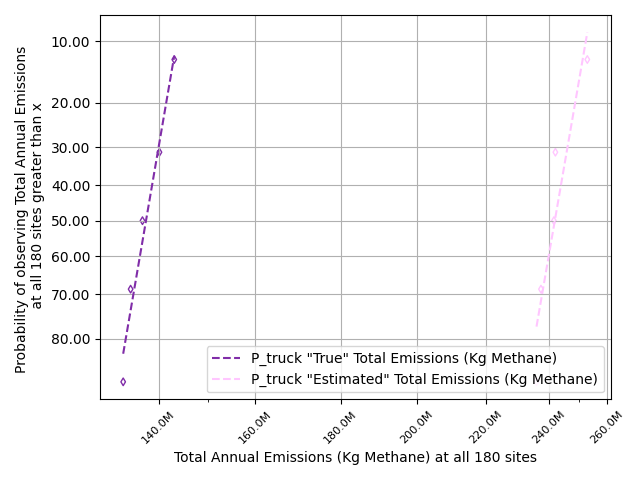 Probability of observing Total Annual Emissions
at all 180 sites greater than x
10.00
20.00
30.00
40.00
50.00
60.00
70.00
80.00
P_truck "True" Total Emissions (Kg Methane)
P_truck "Estimated" Total Emissions (Kg Methane)
140.0M
160.0M
180.0M
200.0M
220.0M
240.0M
260.0M
Total Annual Emissions (Kg Methane) at all 180 sites